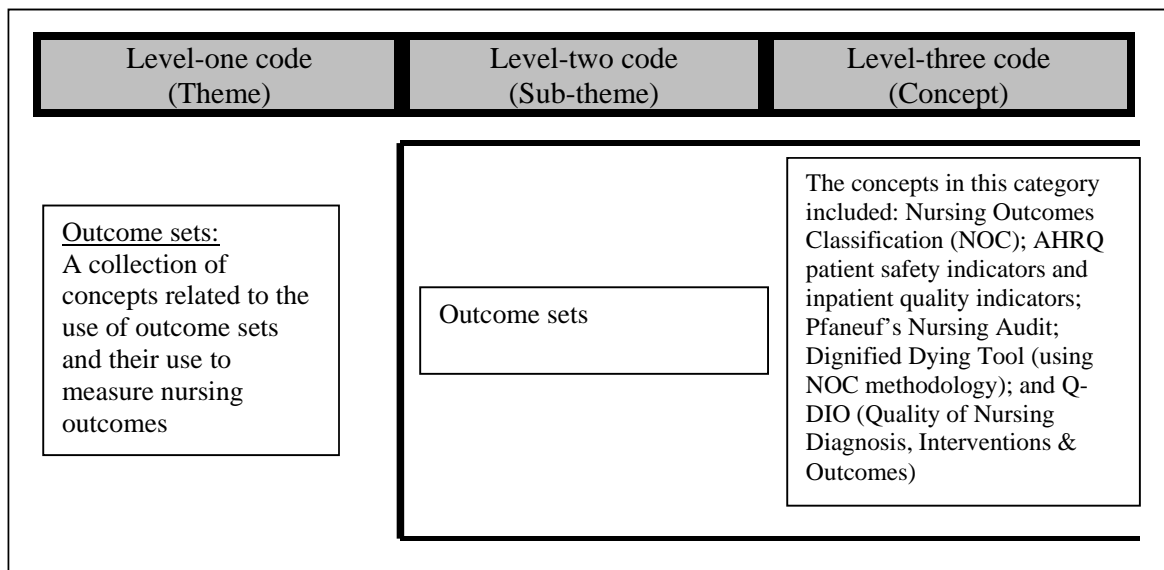 Level-one code
(Theme)
Level-two code
(Sub-theme)
Level-three code
(Concept)
Outcome sets:
A collection of
concepts related to the
use of outcome sets
and their use to
measure nursing
outcomes
Outcome sets
The concepts in this category
included: Nursing Outcomes
Classification (NOC); AHRQ
patient safety indicators and
inpatient quality indicators;
Pfaneuf’s Nursing Audit;
Dignified Dying Tool (using
NOC methodology); and Q-
DIO (Quality of Nursing
Diagnosis, Interventions &
Outcomes)